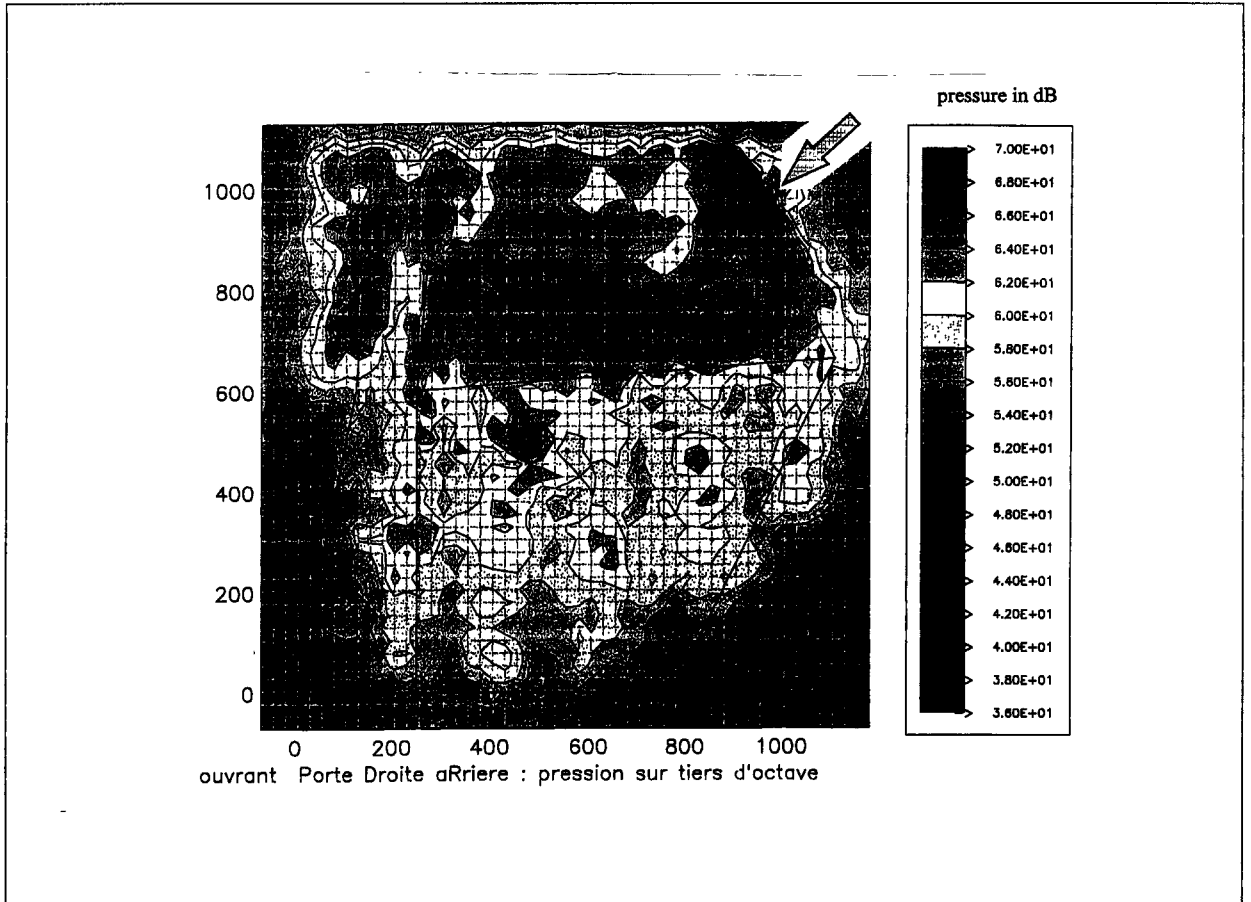 pressure in dB
7.00E+01
6.80E+01
6.60E+01
6.40E+01
6.20E+01
6.00E+01
5.80E+01
5.60E+01
5.40E+01
5.20E+01
5.00E+01
4.80E+01
4.60E+01
4.40E+01
4.20E+01
4.00E+01
3.80E+01
3.60E+01
1000
800
600
400
200
0
0 200 400 600 800 1000
ouvrant Porte Droite aRriere : pression sur tiers d'octave